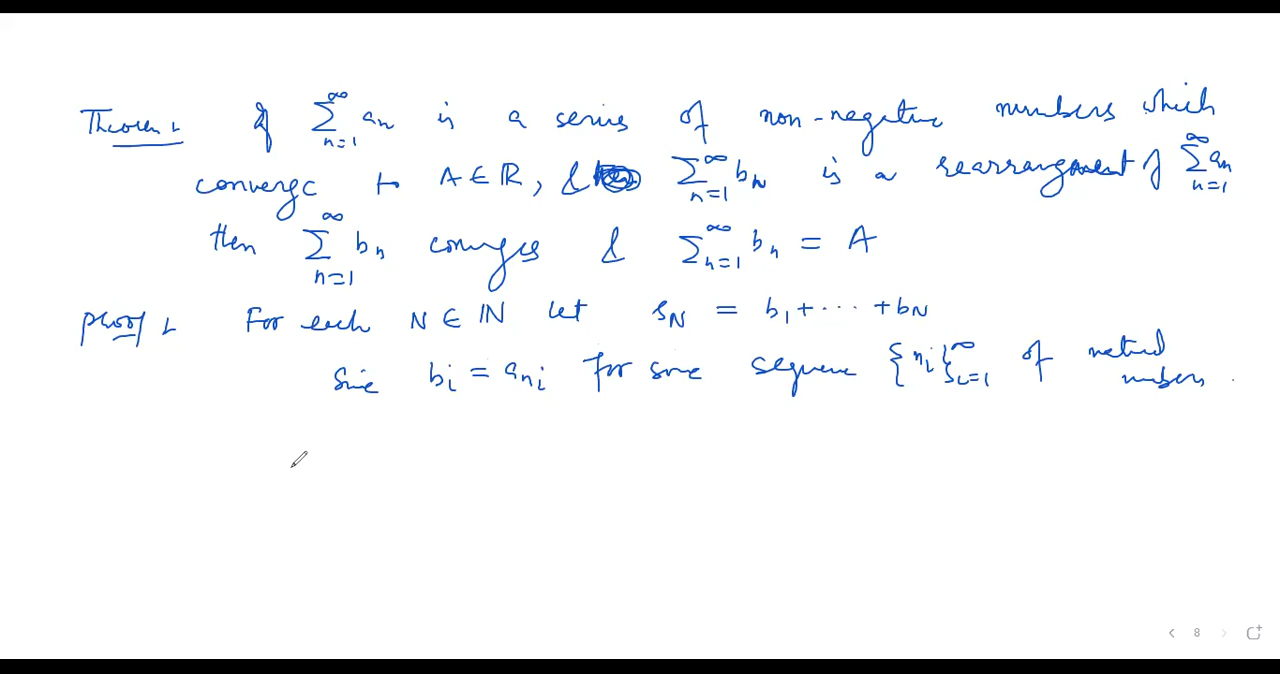 Theorem :- If ∑_{n=1}^{∞} a_n is a series of non-negative numbers which
converge to A ∈ ℝ, & ∑_{n=1}^{∞} b_n is a rearrangement of ∑_{n=1}^{∞} a_n
then ∑_{n=1}^{∞} b_n converges & ∑_{n=1}^{∞} b_n = A
Proof :- For each N ∈ ℕ let s_N = b_1 + ⋯ + b_N
Since b_i = a_{n_i} for some sequence {n_i}_{i=1}^{∞} of natural numbers.
8